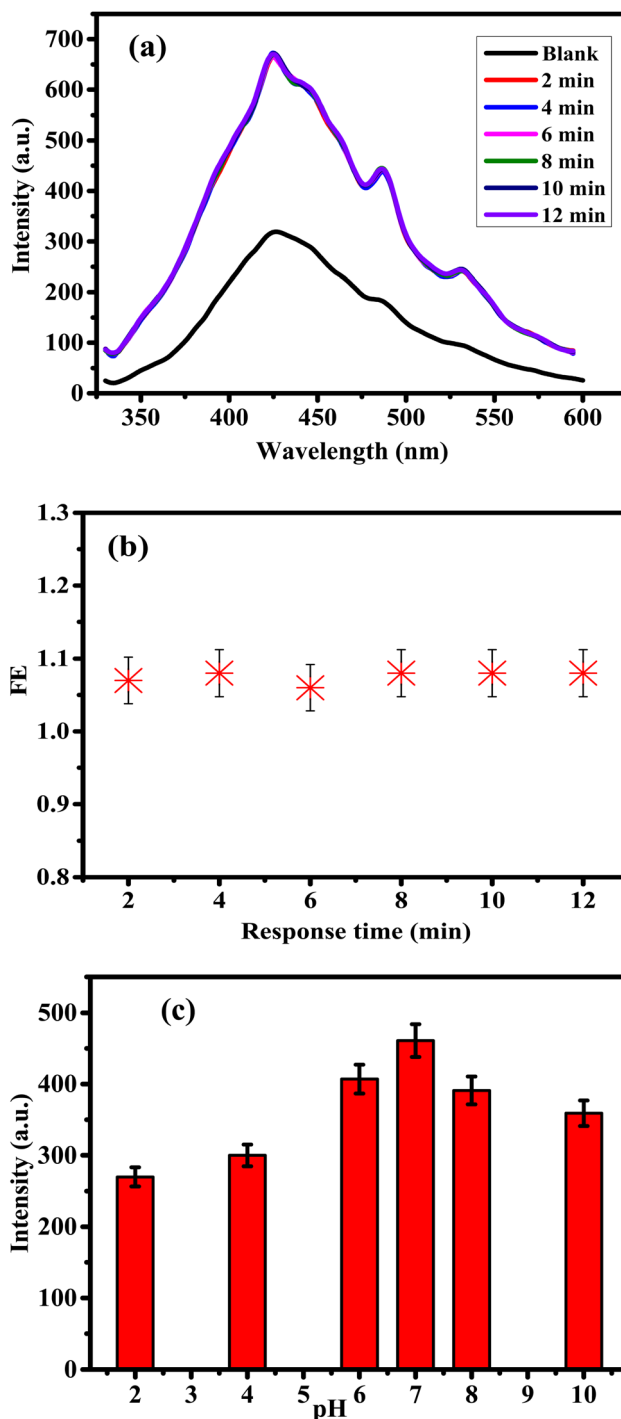 (a)
Blank
2 min
4 min
6 min
8 min
10 min
12 min
700
600
500
400
300
200
100
0
Intensity (a.u.)
350 400 450 500 550 600
Wavelength (nm)
(b)
1.3
1.2
1.1
1.0
0.9
0.8
FE
2 4 6 8 10 12
Response time (min)
(c)
500
400
300
200
100
0
Intensity (a.u.)
2 3 4 5 6 7 8 9 10
pH